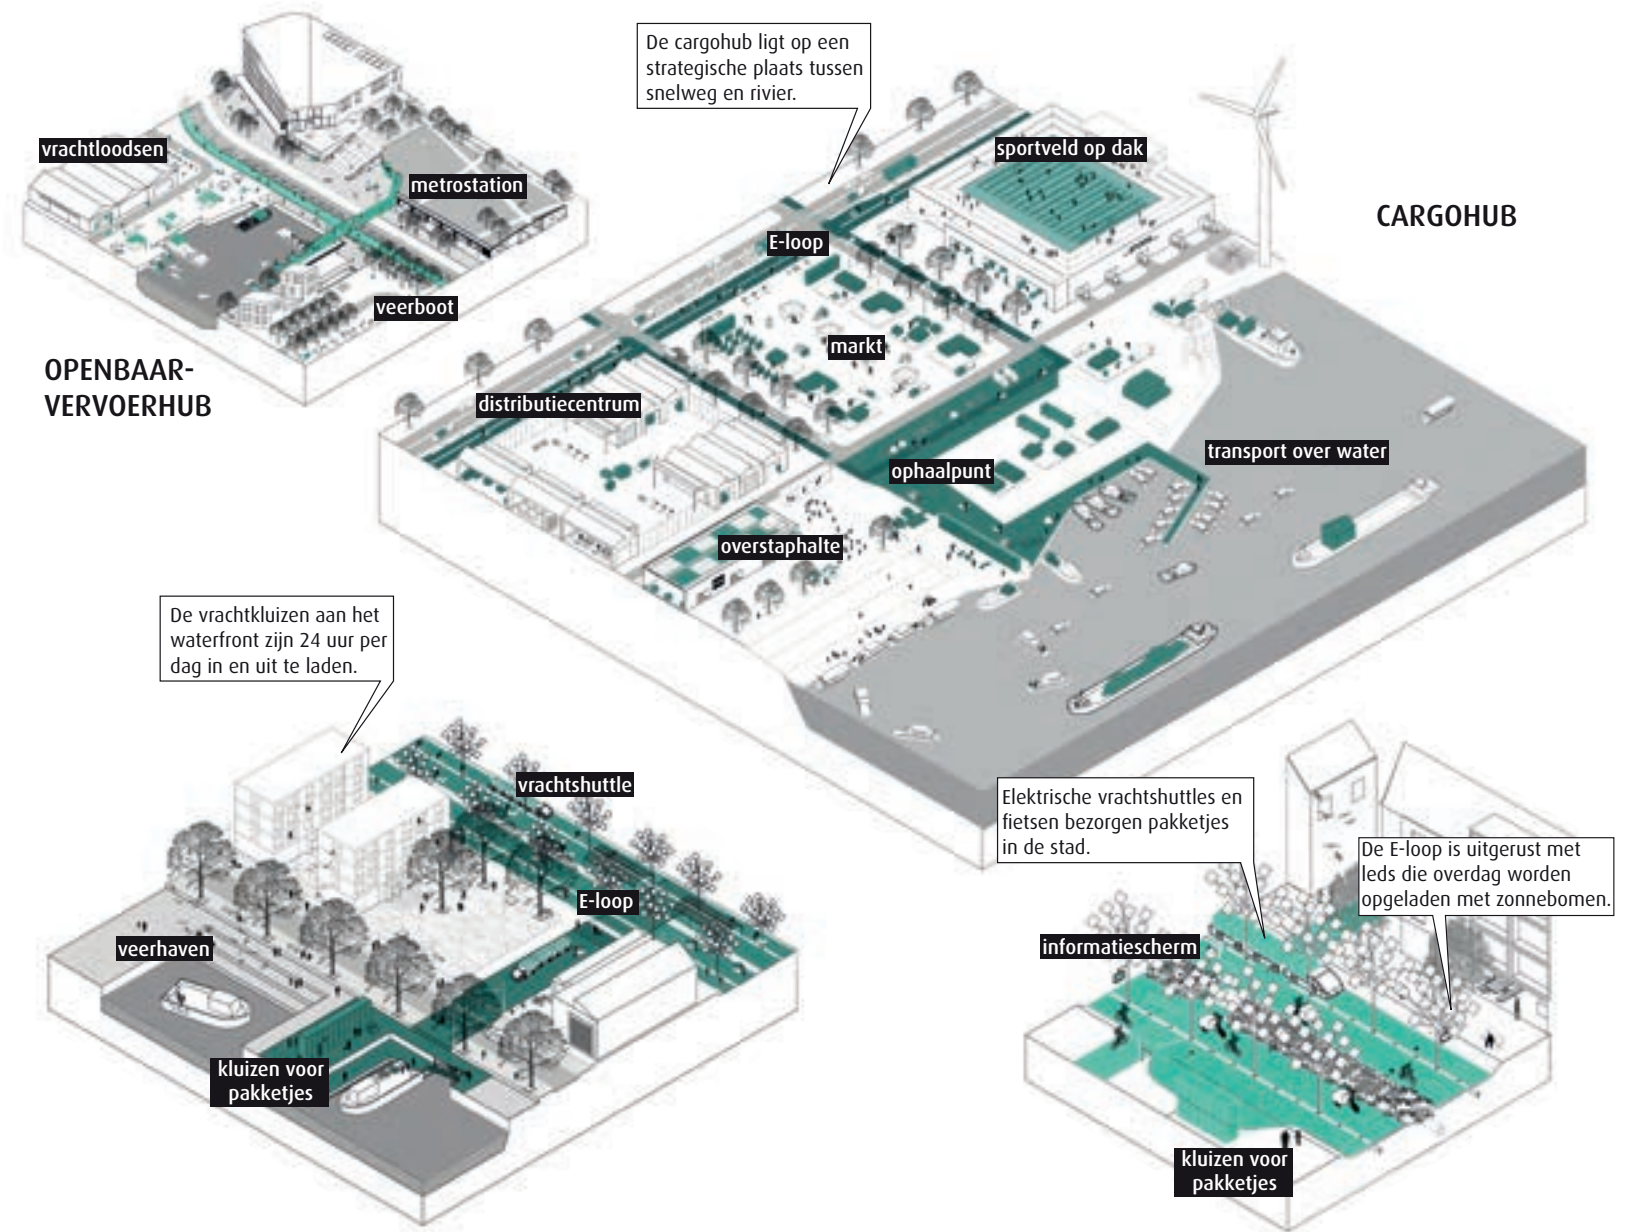 De cargohub ligt op een
strategische plaats tussen
snelweg en rivier.
vrachtloodsen
metrostation
veerboot
OPENBAAR-
VERVOERHUB
sportveld op dak
CARGOHUB
E-loop
markt
distributiecentrum
ophaalpunt
transport over water
overstaphalte
De vrachtkluizen aan het
waterfront zijn 24 uur per
dag in en uit te laden.
vrachtshuttle
E-loop
veerhaven
kluizen voor
pakketjes
Elektrische vrachtshuttles en
fietsen bezorgen pakketjes
in de stad.
De E-loop is uitgerust met
leds die overdag worden
opgeladen met zonnebomen.
informatiescherm
kluizen voor
pakketjes